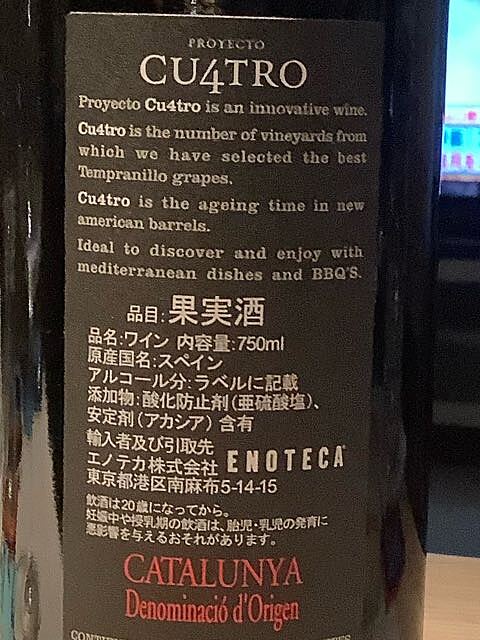 PROYECTO
CU4TRO
Proyecto Cu4tro is an innovative wine.
Cu4tro is the number of vineyards from
which we have selected the best
Tempranillo grapes.
Cu4tro is the ageing time in new
american barrels.
Ideal to discover and enjoy with
mediterranean dishes and BBQ'S.
品目:果実酒
品名:ワイン 内容量:750ml
原産国名:スペイン
アルコール分:ラベルに記載
添加物:酸化防止剤(亜硫酸塩)、
安定剤(アカシア)含有
輸入者及び引取先
エノテカ株式会社 ENOTECA
東京都港区南麻布5-14-15
飲酒は20歳になってから。
妊娠中や授乳期の飲酒は、胎児・乳児の発育に
悪影響を与えるおそれがあります。
CATALUNYA
Denominació d'Origen